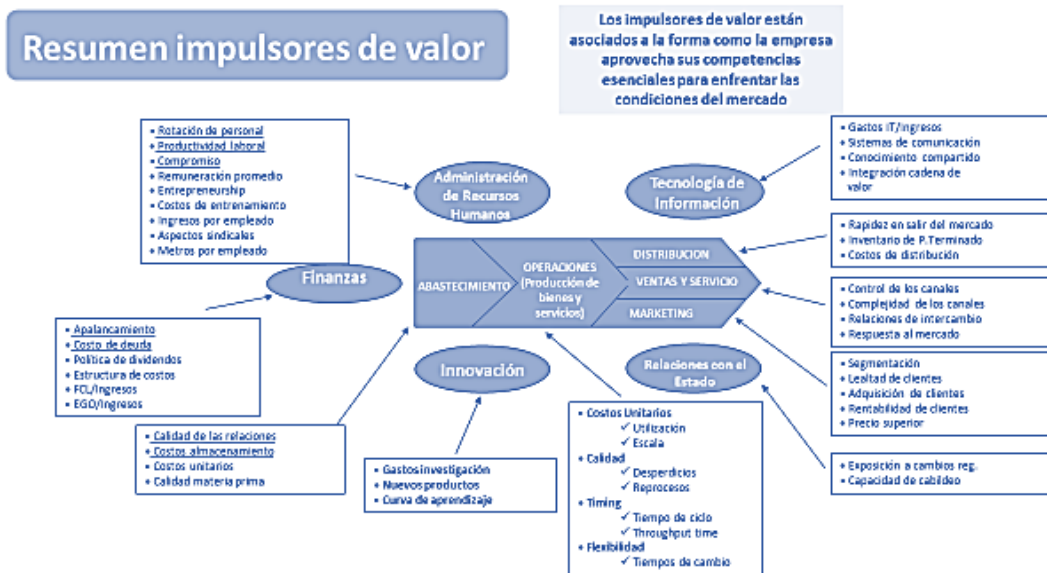 Resumen impulsores de valor
Los impulsores de valor están
asociados a la forma como la empresa
aprovecha sus competencias
esenciales para enfrentar las
condiciones del mercado
• Rotación de personal
• Productividad laboral
• Compromiso
• Remuneración promedio
• Entrepreneurship
• Costos de entrenamiento
• Ingresos por empleado
• Aspectos sindicales
• Metros por empleado
Administración
de Recursos
Humanos
Tecnología de
Información
• Gastos IT/Ingresos
• Sistemas de comunicación
• Conocimiento compartido
• Integración cadena de
valor
Finanzas
ABASTECIMIENTO
OPERACIONES
(Producción de
bienes y
servicios)
DISTRIBUCION
VENTAS Y SERVICIO
MARKETING
• Rapidez en salir del mercado
• Inventario de P.Terminado
• Costos de distribución
• Control de los canales
• Complejidad de los canales
• Relaciones de intercambio
• Respuesta al mercado
• Apalancamiento
• Costo de deuda
• Política de dividendos
• Estructura de costos
• FCL/Ingresos
• EGO/Ingresos
Innovación
Relaciones con el
Estado
• Segmentación
• Lealtad de clientes
• Adquisición de clientes
• Rentabilidad de clientes
• Precio superior
• Calidad de las relaciones
• Costos almacenamiento
• Costos unitarios
• Calidad materia prima
• Gastos investigación
• Nuevos productos
• Curva de aprendizaje
• Costos Unitarios
✓ Utilización
✓ Escala
• Calidad
✓ Desperdicios
✓ Reprocesos
• Timing
✓ Tiempo de ciclo
✓ Throughput time
• Flexibilidad
✓ Tiempos de cambio
• Exposición a cambios reg.
• Capacidad de cabildeo